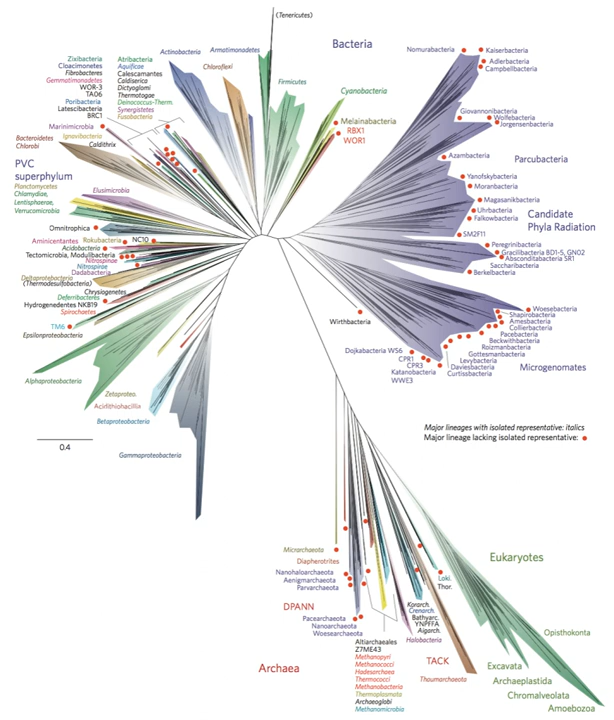 (Tenericutes)
Bacteria
Actinobacteria
Armatimonadetes
Chloroflexi
Firmicutes
Cyanobacteria
Melainabacteria
RBX1
WOR1
Zixibacteria
Cloacimonetes
Fibrobacteres
Gemmatimonadetes
WOR-3
TA06
Poribacteria
Latescibacteria
BRC1
Atribacteria
Aquificae
Calescamantes
Caldiserica
Dictyoglomi
Thermotogae
Deinococcus-Therm.
Synergistetes
Fusobacteria
Marinimicrobia
Ignavibacteria
Bacteroidetes
Chlorobi
Caldithrix
PVC
superphylum
Planctomycetes
Chlamydiae,
Lentisphaerae,
Verrucomicrobia
Elusimicrobia
Omnitrophica
Aminicentantes
Rokubacteria
NC10
Acidobacteria
Tectomicrobia, Modulibacteria
Nitrospinae
Nitrospirae
Dadabacteria
Deltaprotebacteria
(Thermodesulfobacteria)
Chrysiogenetes
Deferribacteres
Hydrogenedentes NKB19
Spirochaetes
TM6
Epsilonproteobacteria
Alphaproteobacteria
Zetaproteo.
Acidithiobacillia
Betaproteobacteria
Gammaproteobacteria
0.4
Nomurabacteria
Kaiserbacteria
Adlerbacteria
Campbellbacteria
Giovannonibacteria
Wolfebacteria
Jorgensenbacteria
Azambacteria
Parcubacteria
Yanofskybacteria
Moranbacteria
Magasanikbacteria
Uhrbacteria
Falkowbacteria
Candidate
Phyla Radiation
SM2F11
Peregrinibacteria
Gracilibacteria BD1-5, GN02
Absconditabacteria SR1
Saccharibacteria
Berkelbacteria
Woesebacteria
Shapirobacteria
Amesbacteria
Collierbacteria
Pacebacteria
Beckwithbacteria
Roizmanbacteria
Gottesmanbacteria
Levybacteria
Daviesbacteria
Curtissbacteria
Microgenomates
Wirthbacteria
Dojkabacteria WS6
CPR1
CPR3
Katanobacteria
WWE3
Major lineages with isolated representative: italics
Major lineage lacking isolated representative:
Micrarchaeota
Diapherotrites
Nanohaloarchaeota
Aenigmarchaeota
Parvarchaeota
DPANN
Pacearchaeota
Nanoarchaeota
Woesearchaeota
Altiarchaeales
Z7ME43
Methanopyri
Methanococci
Hadesarchaea
Thermococci
Methanobacteria
Thermoplasmata
Archaeoglobi
Methanomicrobia
Archaea
Loki.
Thor.
Korarch.
Crenarch.
Bathyarc.
YNPFFA
Aigarch.
Halobacteria
TACK
Thaumarchaeota
Eukaryotes
Opisthokonta
Excavata
Archaeplastida
Chromalveolata
Amoebozoa